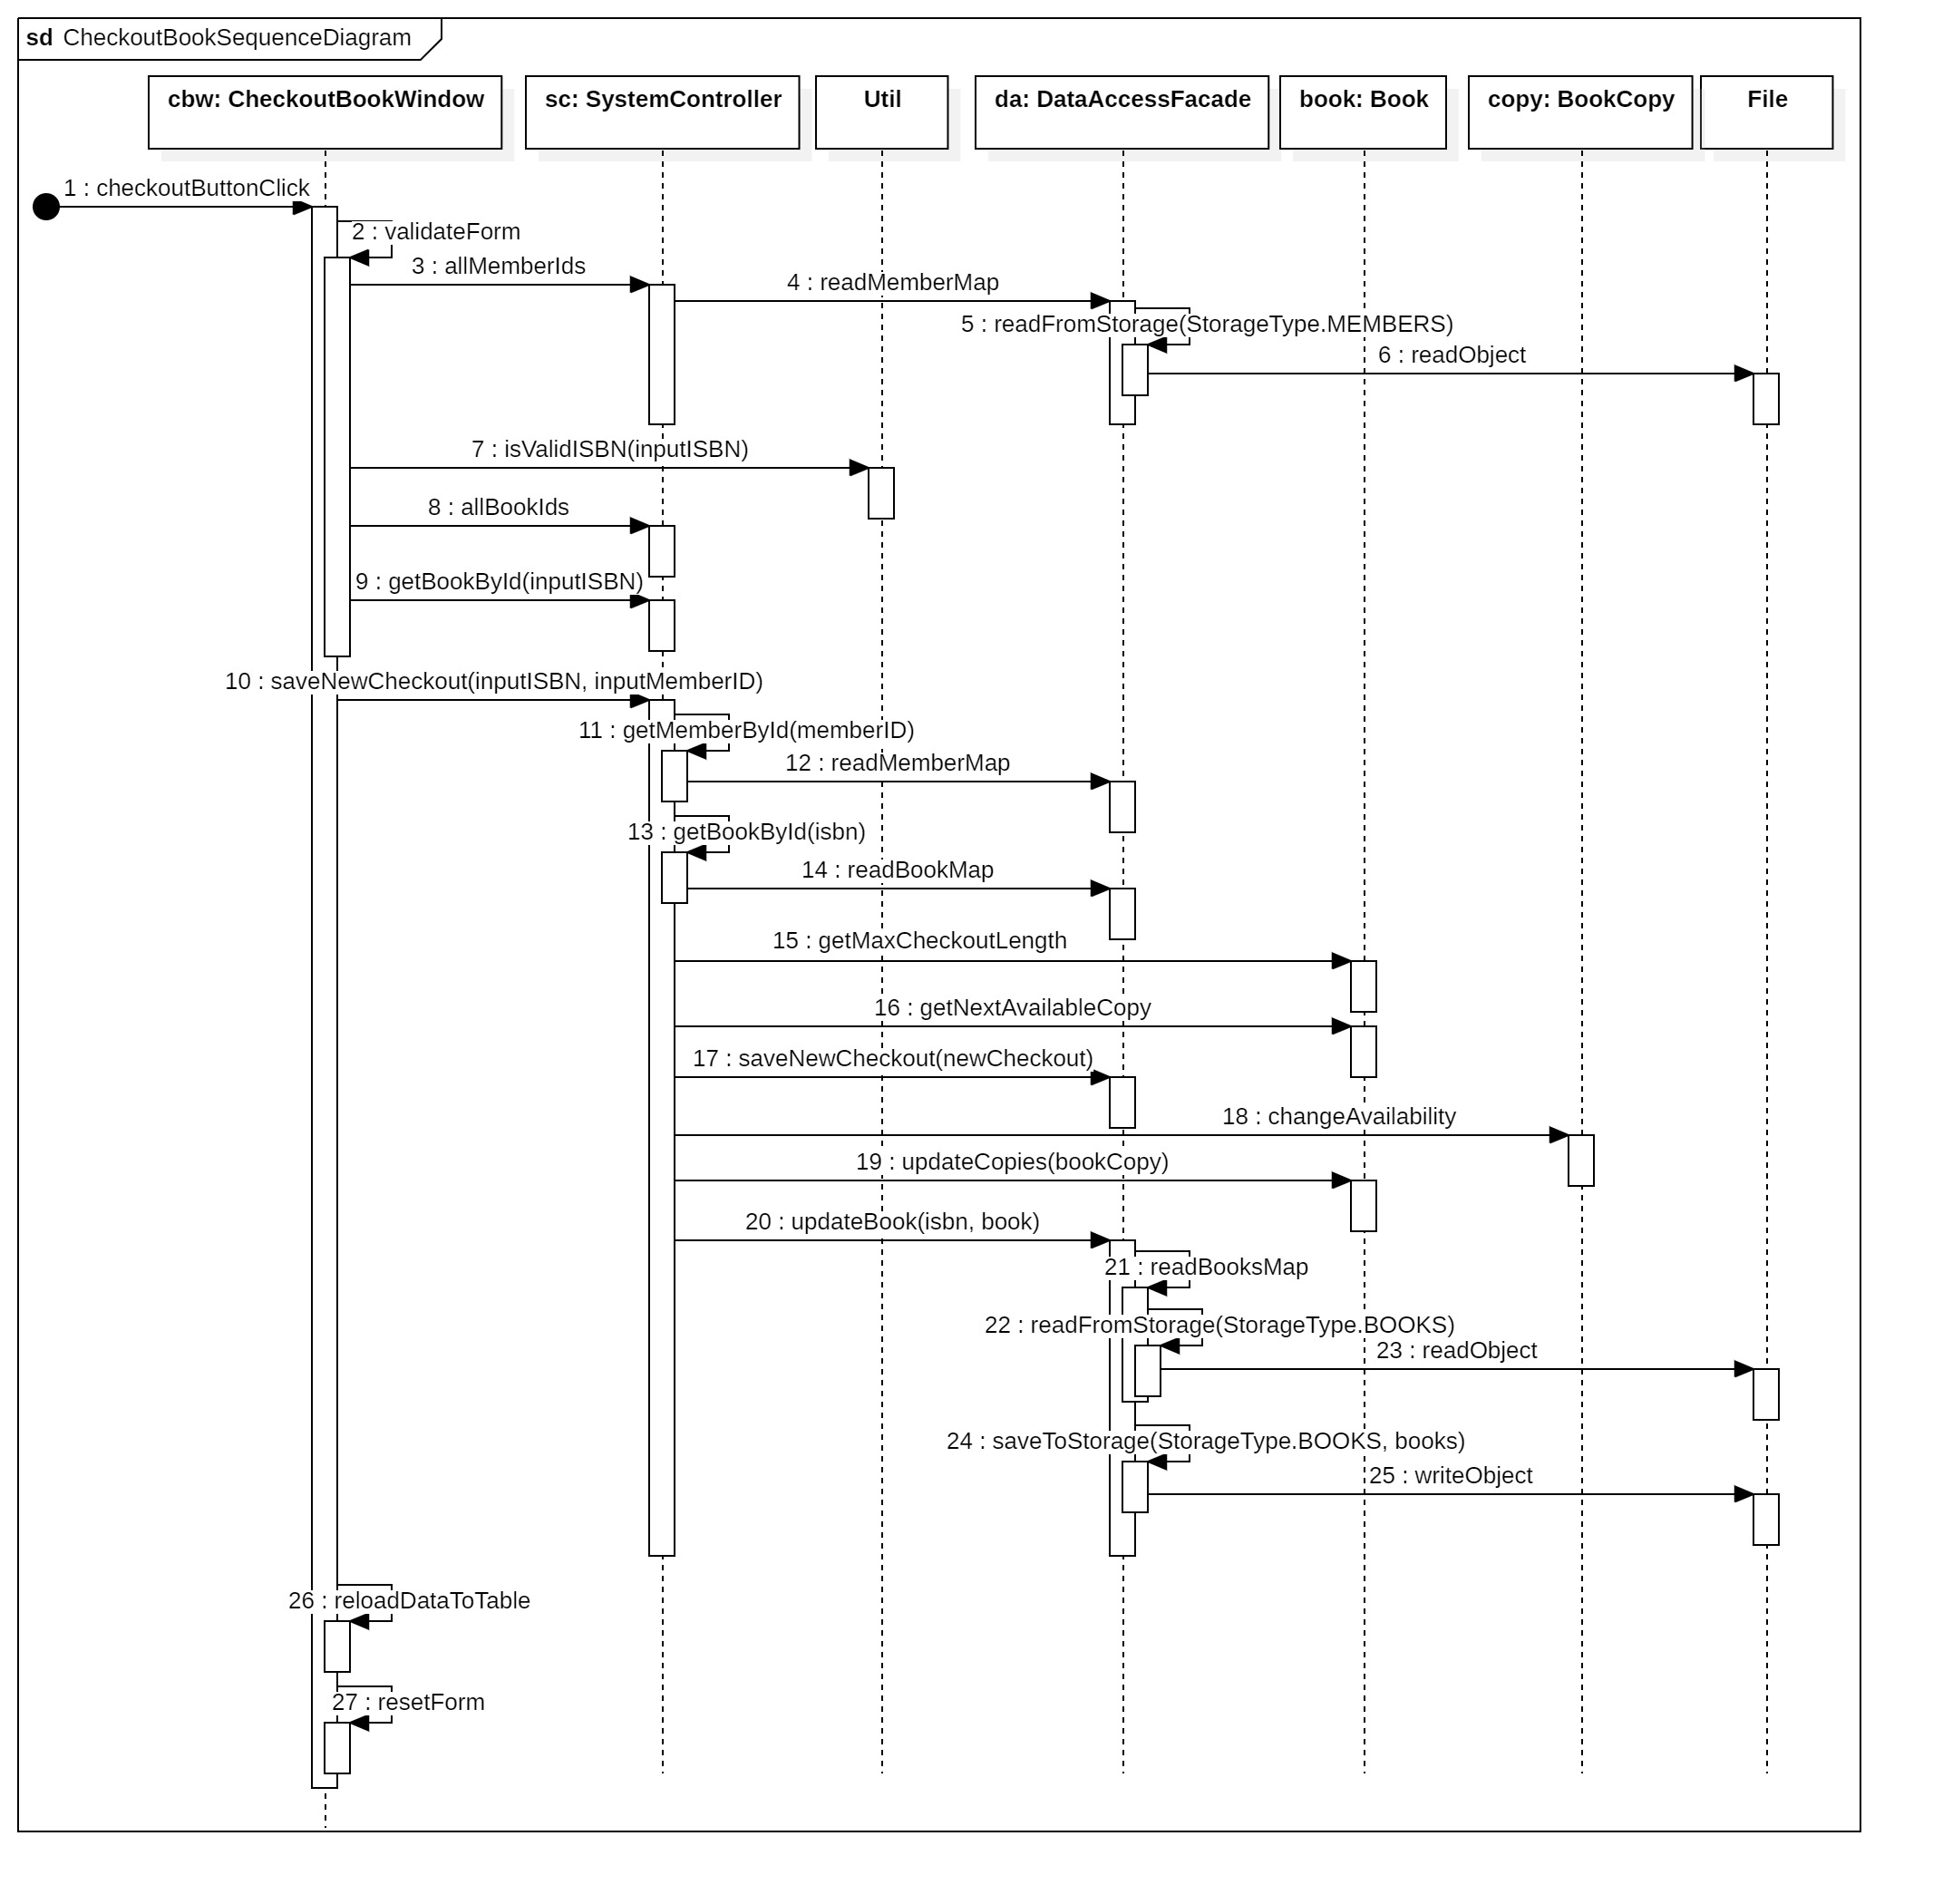 sd CheckoutBookSequenceDiagram
cbw: CheckoutBookWindow
sc: SystemController
Util
da: DataAccessFacade
book: Book
copy: BookCopy
File
1 : checkoutButtonClick
2 : validateForm
3 : allMemberIds
4 : readMemberMap
5 : readFromStorage(StorageType.MEMBERS)
6 : readObject
7 : isValidISBN(inputISBN)
8 : allBookIds
9 : getBookById(inputISBN)
10 : saveNewCheckout(inputISBN, inputMemberID)
11 : getMemberById(memberID)
12 : readMemberMap
13 : getBookById(isbn)
14 : readBookMap
15 : getMaxCheckoutLength
16 : getNextAvailableCopy
17 : saveNewCheckout(newCheckout)
18 : changeAvailability
19 : updateCopies(bookCopy)
20 : updateBook(isbn, book)
21 : readBooksMap
22 : readFromStorage(StorageType.BOOKS)
23 : readObject
24 : saveToStorage(StorageType.BOOKS, books)
25 : writeObject
26 : reloadDataToTable
27 : resetForm